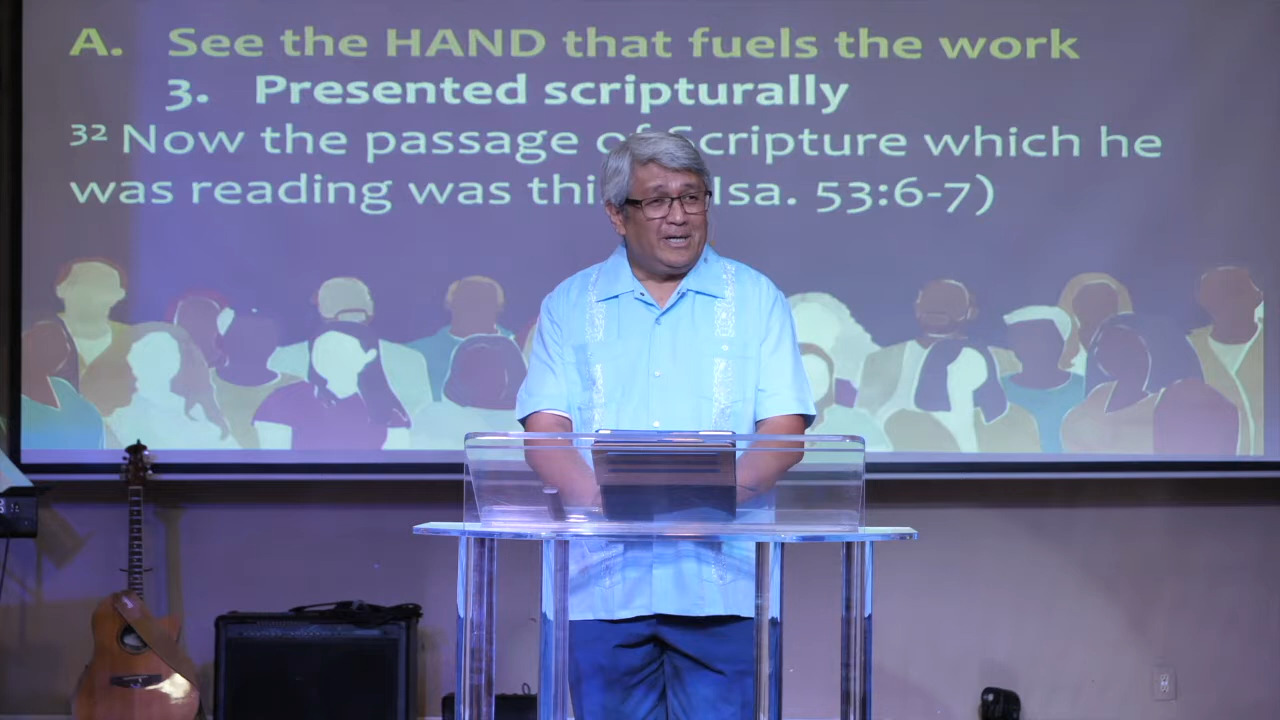 A. See the HAND that fuels the work
3. Presented scripturally
32 Now the passage of Scripture which he
was reading was Isa. 53:6-7)